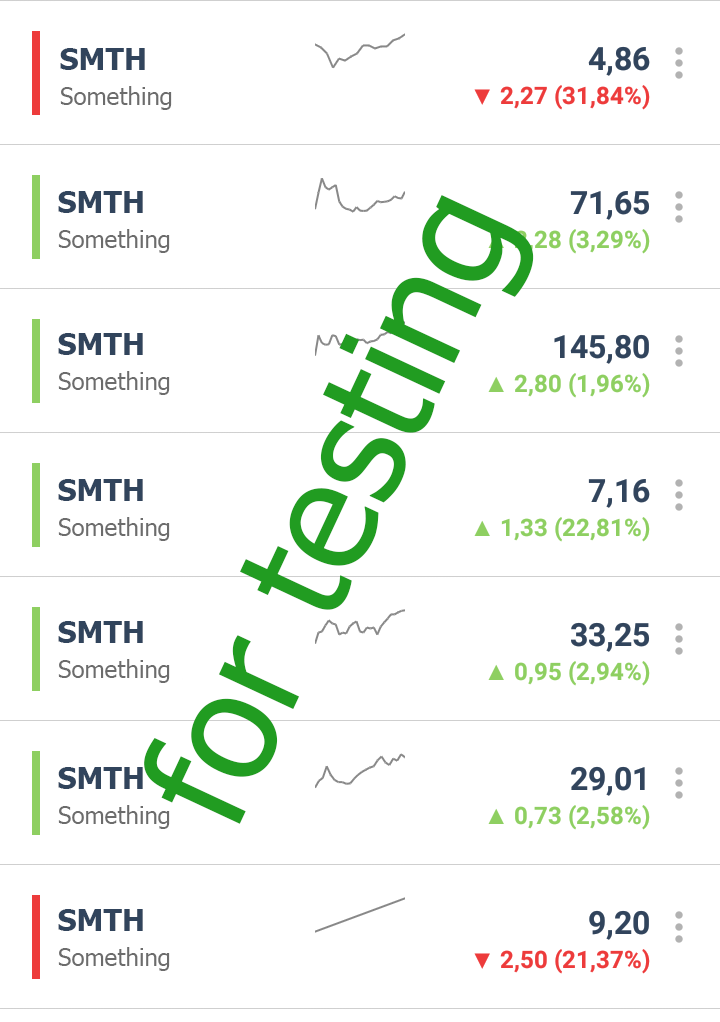 SMTH
Something
4,86
▼ 2,27 (31,84%)
SMTH
Something
71,65
▲ 2,28 (3,29%)
SMTH
Something
145,80
▲ 2,80 (1,96%)
SMTH
Something
7,16
▲ 1,33 (22,81%)
SMTH
Something
33,25
▲ 0,95 (2,94%)
SMTH
Something
29,01
▲ 0,73 (2,58%)
SMTH
Something
9,20
▼ 2,50 (21,37%)
for testing